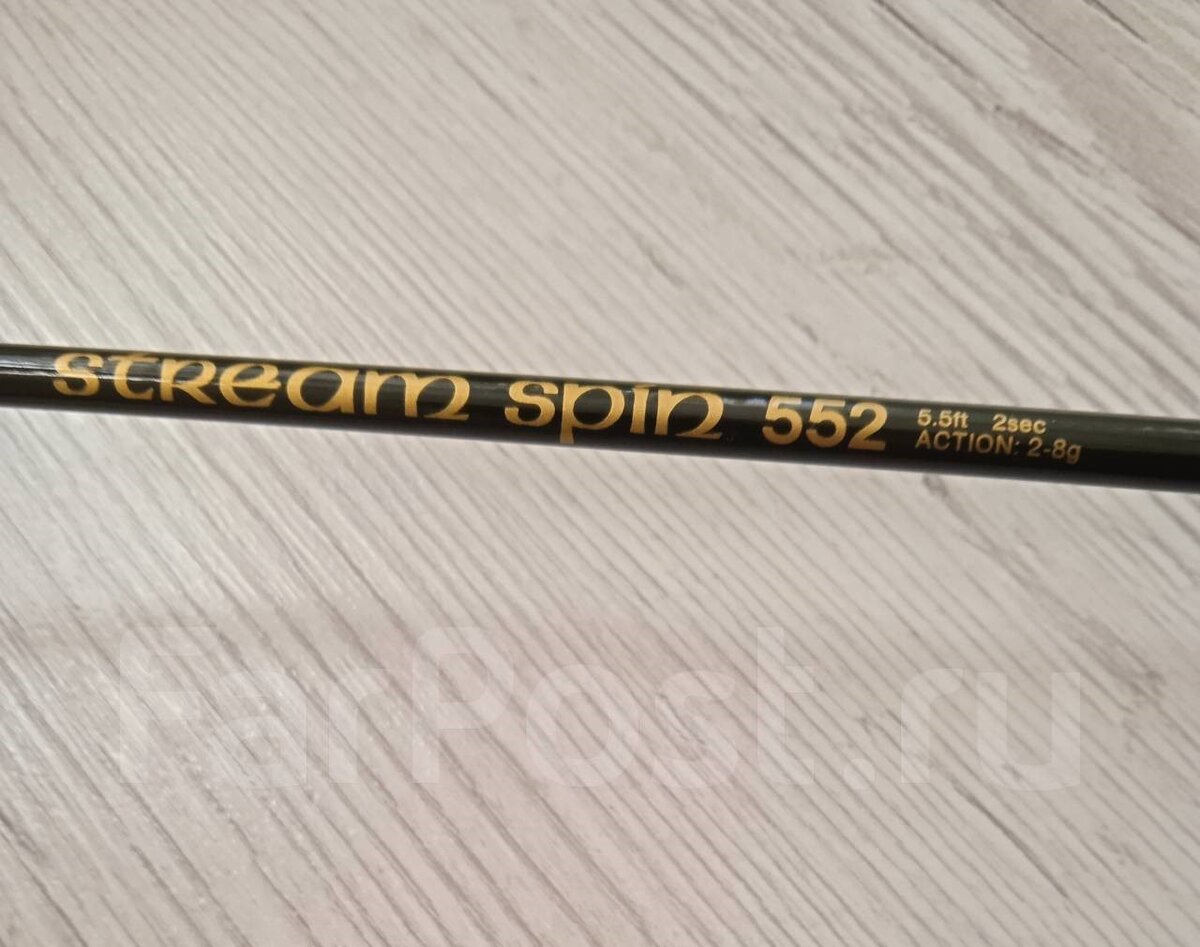 stream spin 552
5.5ft 2sec
ACTION: 2-8g
FarPost.ru